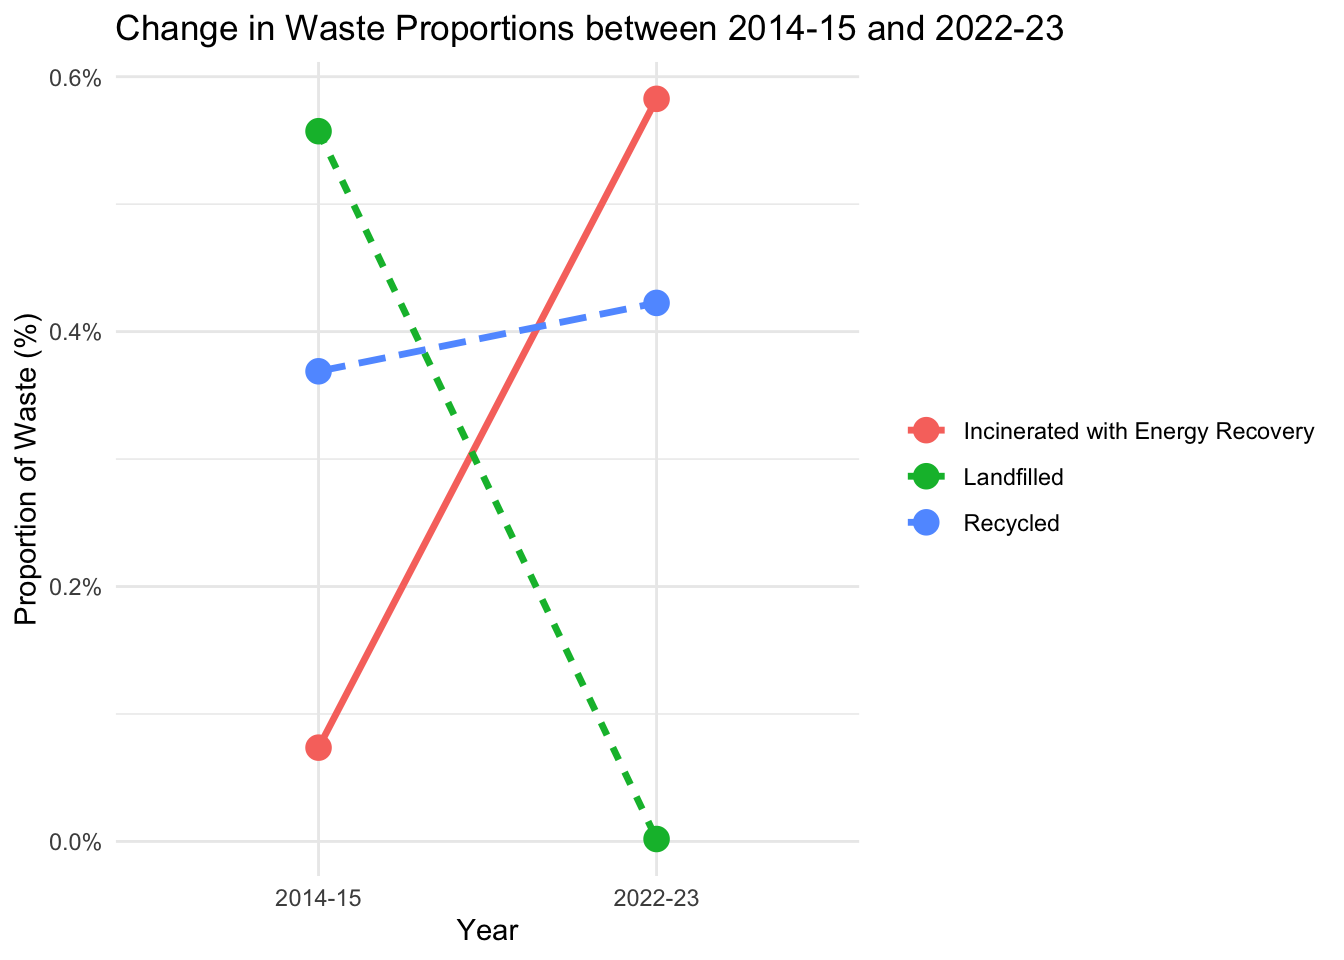 Change in Waste Proportions between 2014-15 and 2022-23
0.6%
0.4%
0.2%
0.0%
Proportion of Waste (%)
2014-15 2022-23
Year
Incinerated with Energy Recovery
Landfilled
Recycled